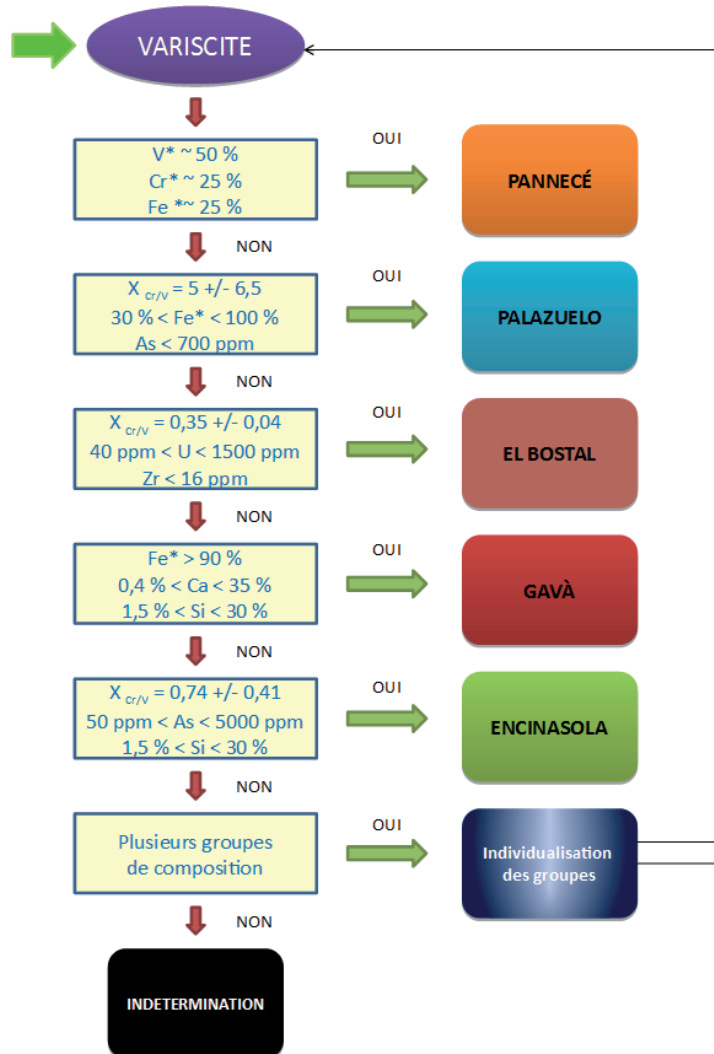 VARISCITE
V* ~ 50 %
Cr* ~ 25 %
Fe *~ 25 %
OUI
PANNECÉ
NON
X cr/v = 5 +/- 6,5
30 % < Fe* < 100 %
As < 700 ppm
OUI
PALAZUELO
NON
X cr/v = 0,35 +/- 0,04
40 ppm < U < 1500 ppm
Zr < 16 ppm
OUI
EL BOSTAL
NON
Fe* > 90 %
0,4 % < Ca < 35 %
1,5 % < Si < 30 %
OUI
GAVÀ
NON
X cr/v = 0,74 +/- 0,41
50 ppm < As < 5000 ppm
1,5 % < Si < 30 %
OUI
ENCINASOLA
NON
Plusieurs groupes
de composition
OUI
Individualisation
des groupes
NON
INDETERMINATION